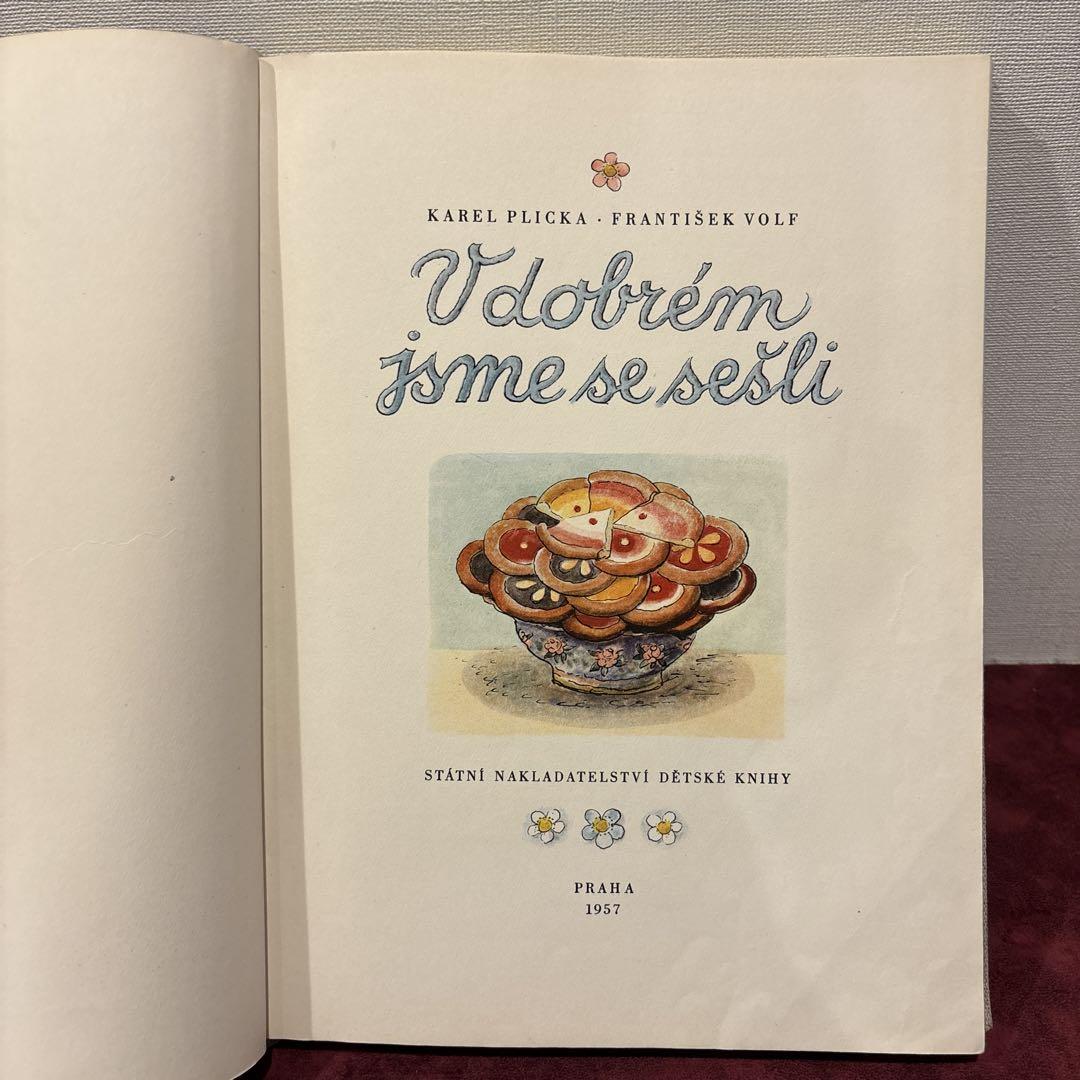 KAREL PLICKA · FRANTIŠEK VOLF
V dobrém
jsme se sešli
STÁTNÍ NAKLADATELSTVÍ DĚTSKÉ KNIHY
PRAHA
1957